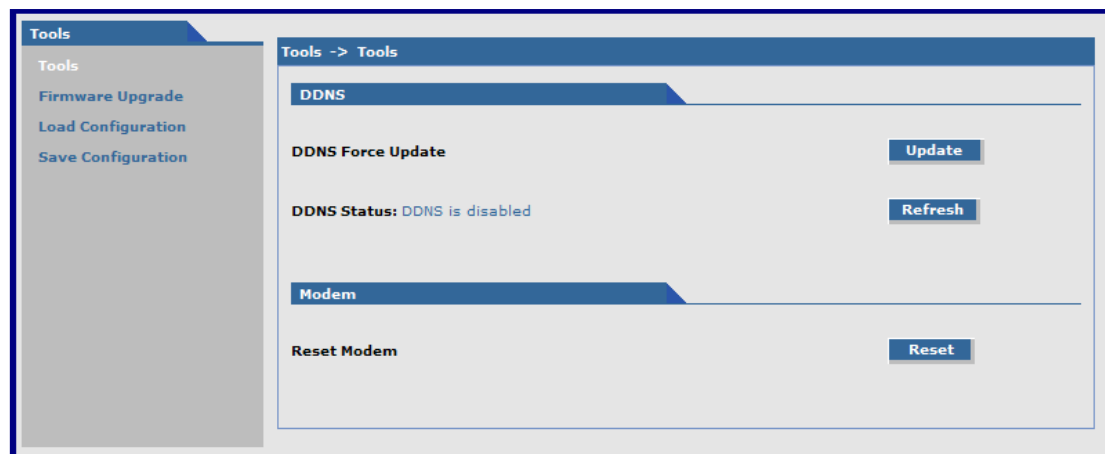 Tools
Tools
Firmware Upgrade
Load Configuration
Save Configuration
Tools -> Tools
DDNS
DDNS Force Update Update
DDNS Status: DDNS is disabled Refresh
Modem
Reset Modem Reset